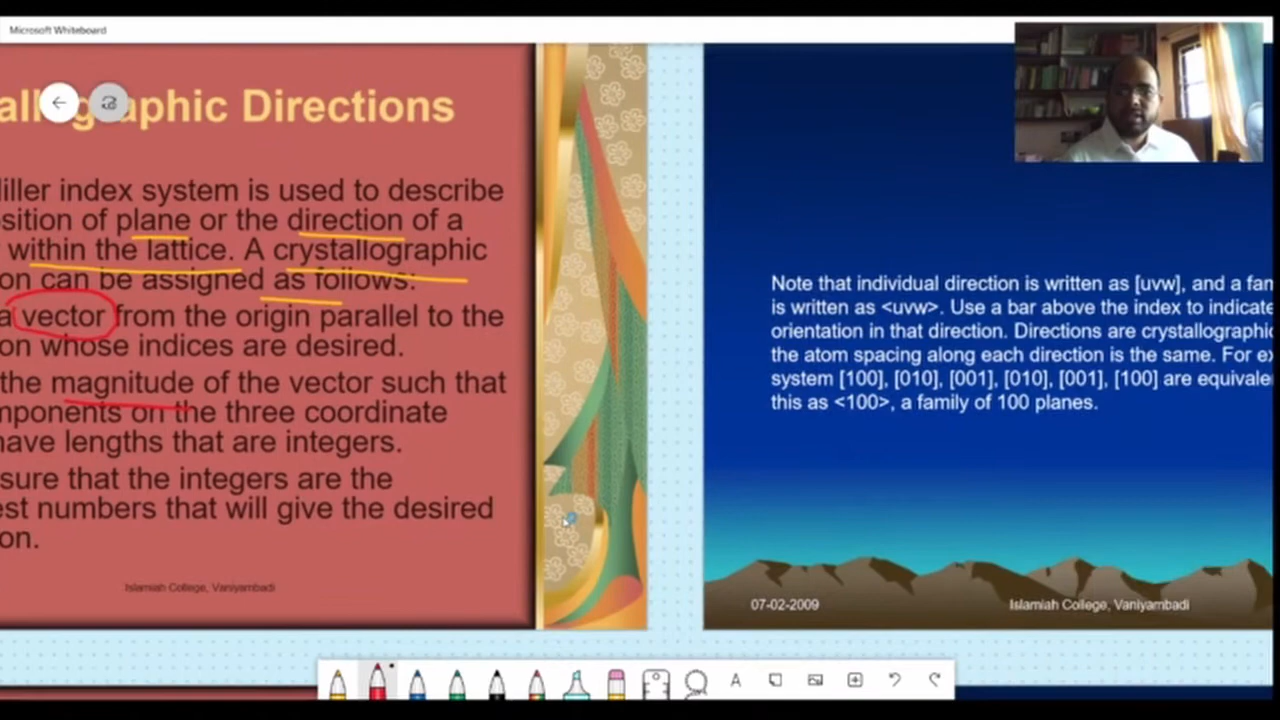 Microsoft Whiteboard
allographic Directions
iller index system is used to describe
sition of plane or the direction of a
within the lattice. A crystallographic
on can be assigned as follows:
a vector from the origin parallel to the
on whose indices are desired.
the magnitude of the vector such that
mponents on the three coordinate
have lengths that are integers.
sure that the integers are the
est numbers that will give the desired
on.
Islamiah College, Vaniyambadi
Note that individual direction is written as [uvw], and a fam
is written as <uvw>. Use a bar above the index to indicate
orientation in that direction. Directions are crystallographic
the atom spacing along each direction is the same. For ex
system [100], [010], [001], [010], [001], [100] are equivale
this as <100>, a family of 100 planes.
07-02-2009
Islamiah College, Vaniyambadi
A